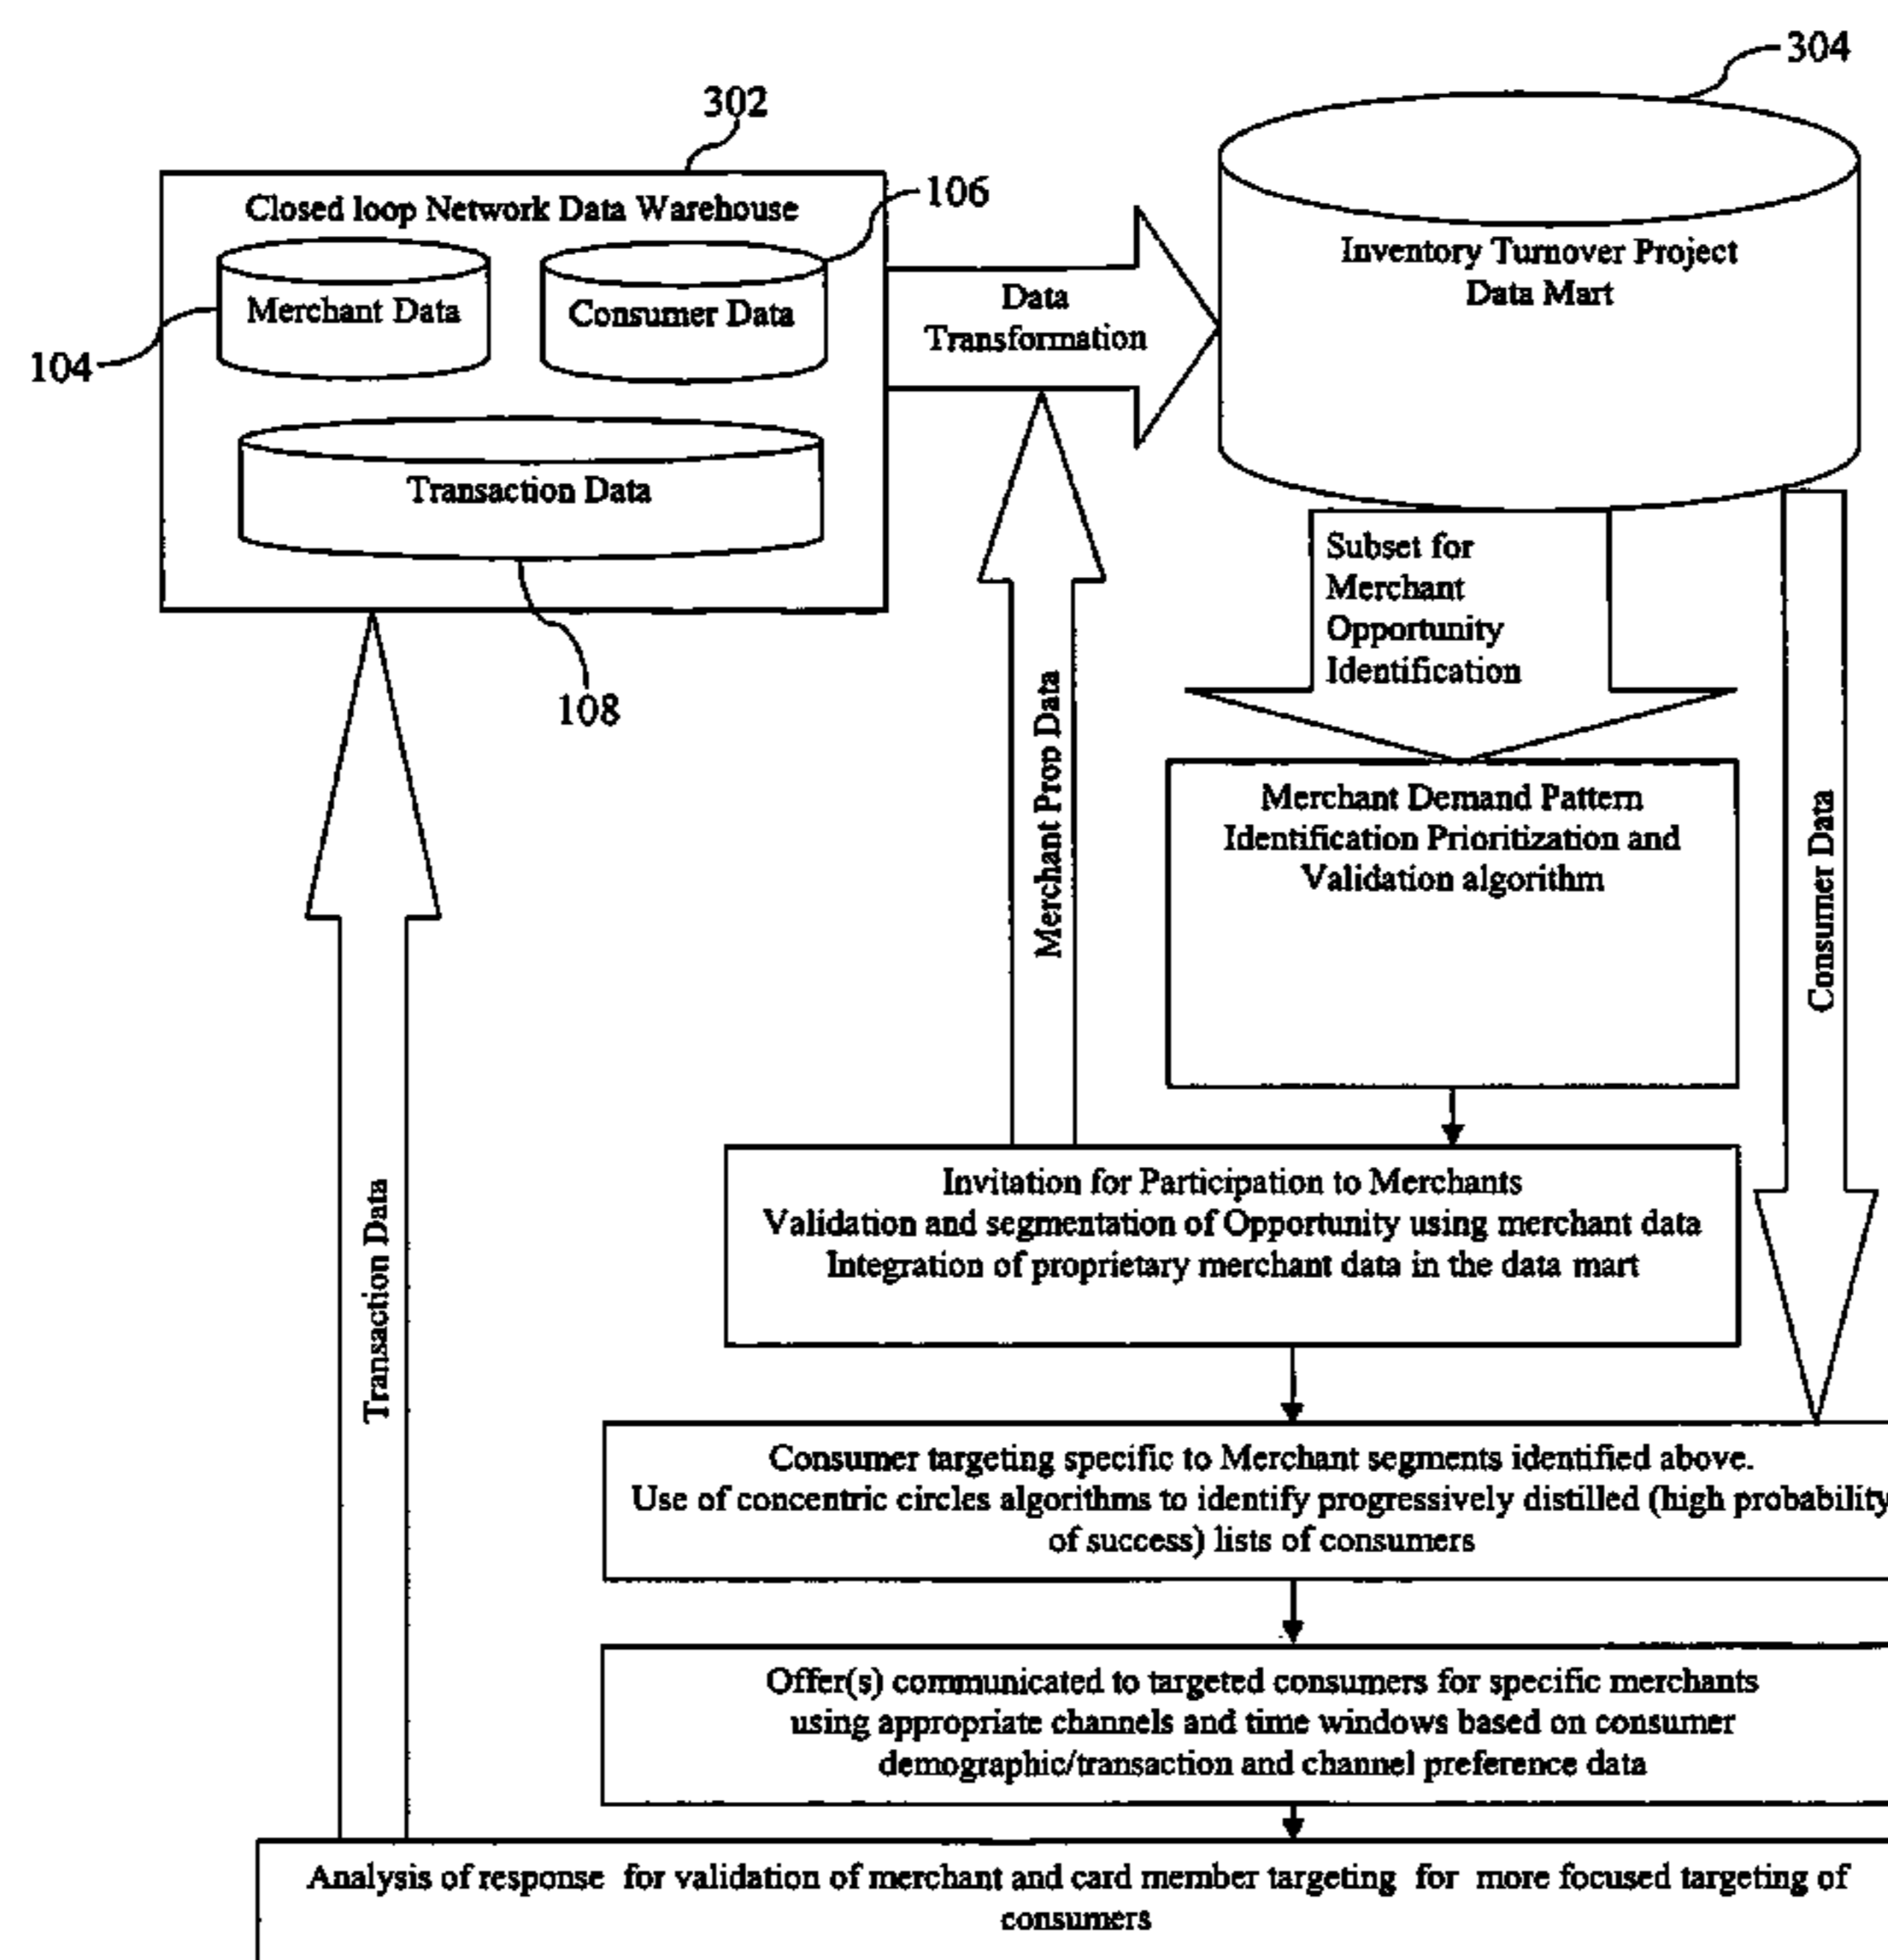 304
302
Closed loop Network Data Warehouse
106
Merchant Data
Consumer Data
104
Transaction Data
108
Data
Transformation
Inventory Turnover Project
Data Mart
Subset for
Merchant
Opportunity
Identification
Merchant Prop Data
Merchant Demand Pattern
Identification Prioritization and
Validation algorithm
Consumer Data
Invitation for Participation to Merchants
Validation and segmentation of Opportunity using merchant data
Integration of proprietary merchant data in the data mart
Transaction Data
Consumer targeting specific to Merchant segments identified above.
Use of concentric circles algorithms to identify progressively distilled (high probability
of success) lists of consumers
Offer(s) communicated to targeted consumers for specific merchants
using appropriate channels and time windows based on consumer
demographic/transaction and channel preference data
Analysis of response for validation of merchant and card member targeting for more focused targeting of
consumers